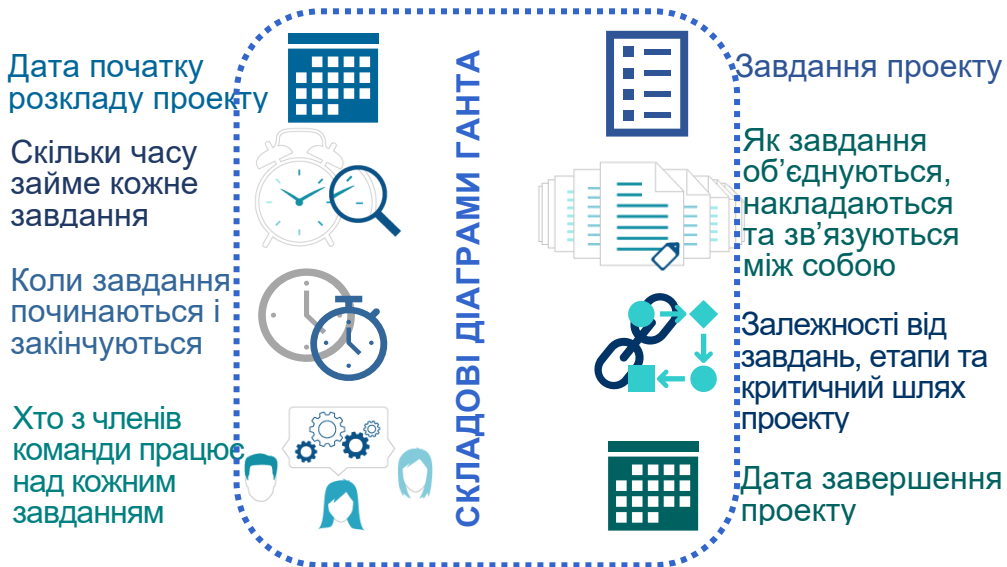 Дата початку
розкладу проекту
Скільки часу
займе кожне
завдання
Коли завдання
починаються і
закінчуються
Хто з членів
команди працює
над кожним
завданням
СКЛАДОВІ ДІАГРАМИ ГАНТА
Завдання проекту
Як завдання
об’єднуються,
накладаються
та зв’язуються
між собою
Залежності від
завдань, етапи та
критичний шлях
проекту
Дата завершення
проекту